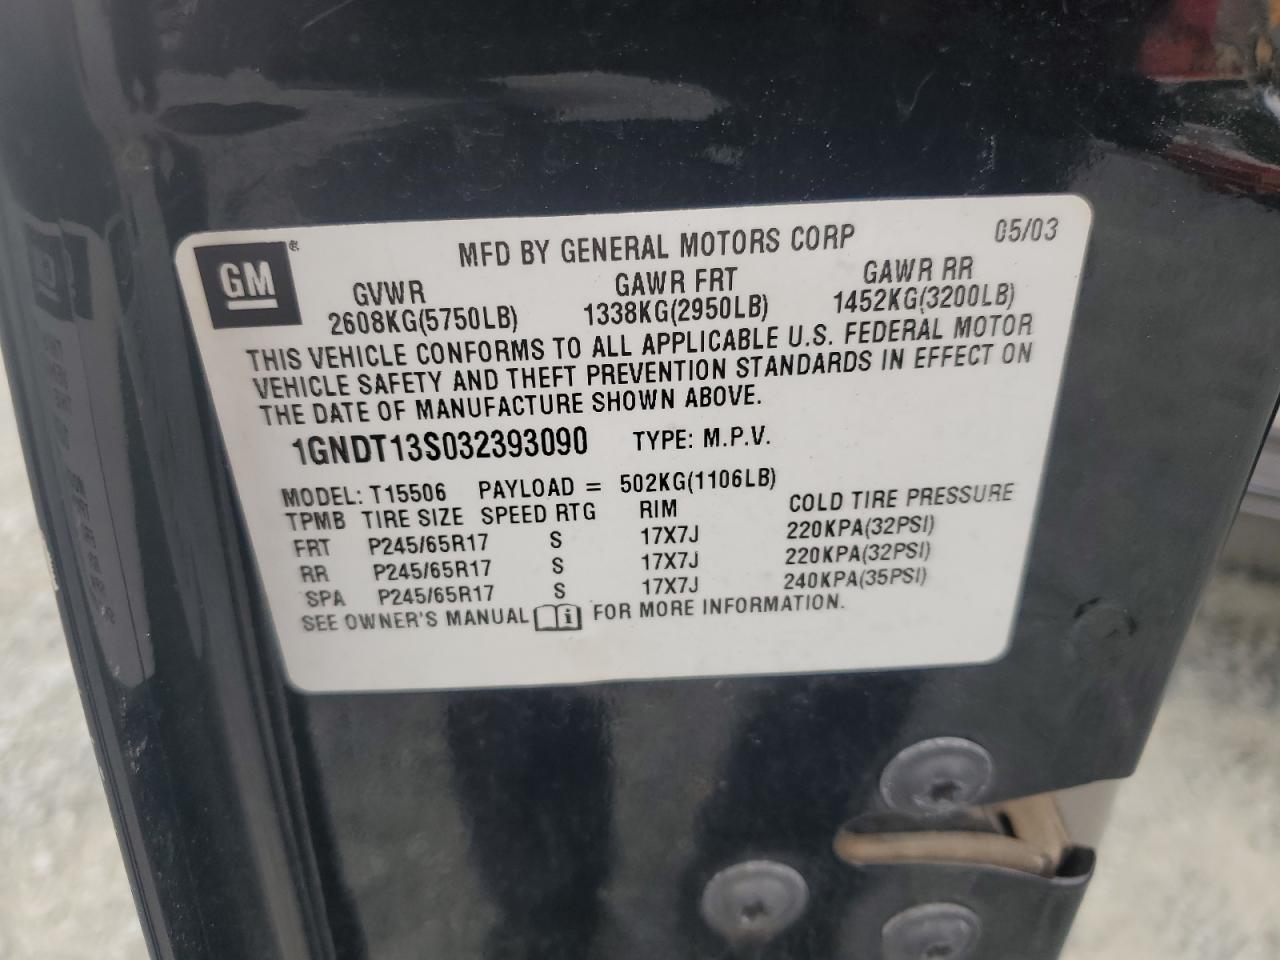 GM®
MFD BY GENERAL MOTORS CORP 05/03
GVWR GAWR FRT GAWR RR
2608KG(5750LB) 1338KG(2950LB) 1452KG(3200LB)
THIS VEHICLE CONFORMS TO ALL APPLICABLE U.S. FEDERAL MOTOR
VEHICLE SAFETY AND THEFT PREVENTION STANDARDS IN EFFECT ON
THE DATE OF MANUFACTURE SHOWN ABOVE.
1GNDT13S032393090 TYPE: M.P.V.
MODEL: T15506 PAYLOAD = 502KG(1106LB)
TPMB TIRE SIZE SPEED RTG RIM COLD TIRE PRESSURE
FRT P245/65R17 S 17X7J 220KPA(32PSI)
RR P245/65R17 S 17X7J 220KPA(32PSI)
SPA P245/65R17 S 17X7J 240KPA(35PSI)
SEE OWNER'S MANUAL FOR MORE INFORMATION.